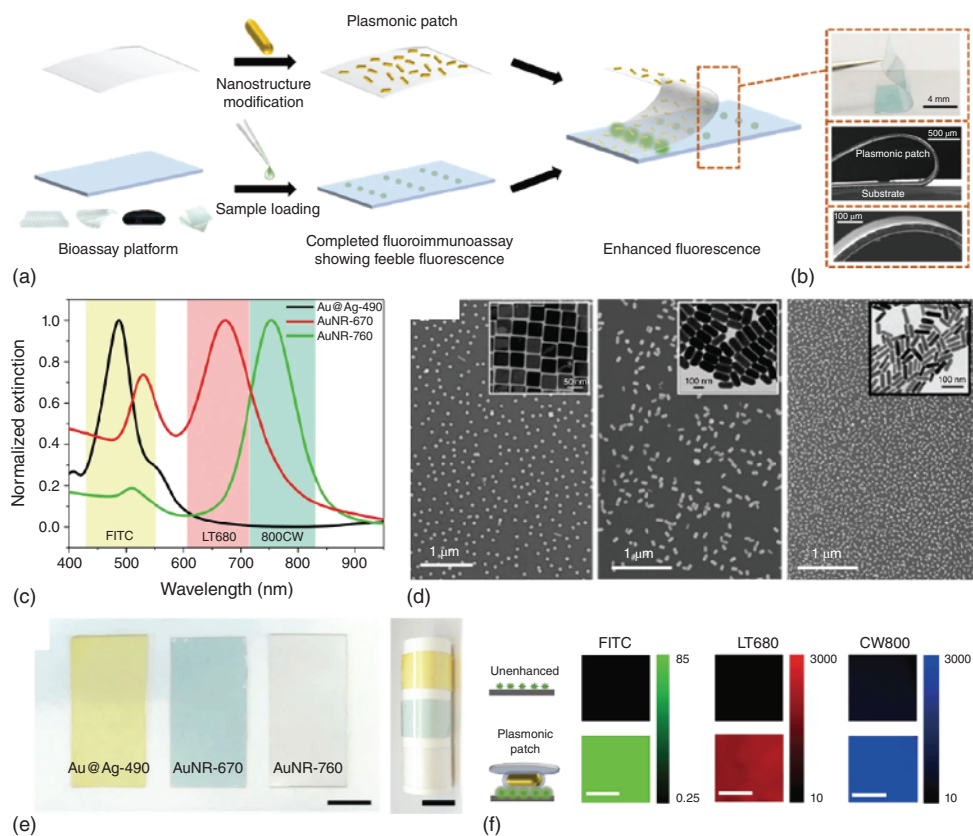 Plasmonic patch
Nanostructure
modification
4 mm
500 μm
Plasmonic patch
Substrate
100 μm
Sample loading
Bioassay platform
Completed fluoroimmunoassay
showing feeble fluorescence
Enhanced fluorescence
(a)
(b)
Normalized extinction
1.0
0.8
0.6
0.4
0.2
0.0
Au@Ag-490
AuNR-670
AuNR-760
FITC
LT680
800CW
400
500
600
700
800
900
Wavelength (nm)
(c)
50 nm
1 μm
100 nm
1 μm
100 nm
1 μm
(d)
Au@Ag-490
AuNR-670
AuNR-760
(e)
FITC
LT680
CW800
Unenhanced
Plasmonic
patch
85
0.25
3000
10
3000
10
(f)